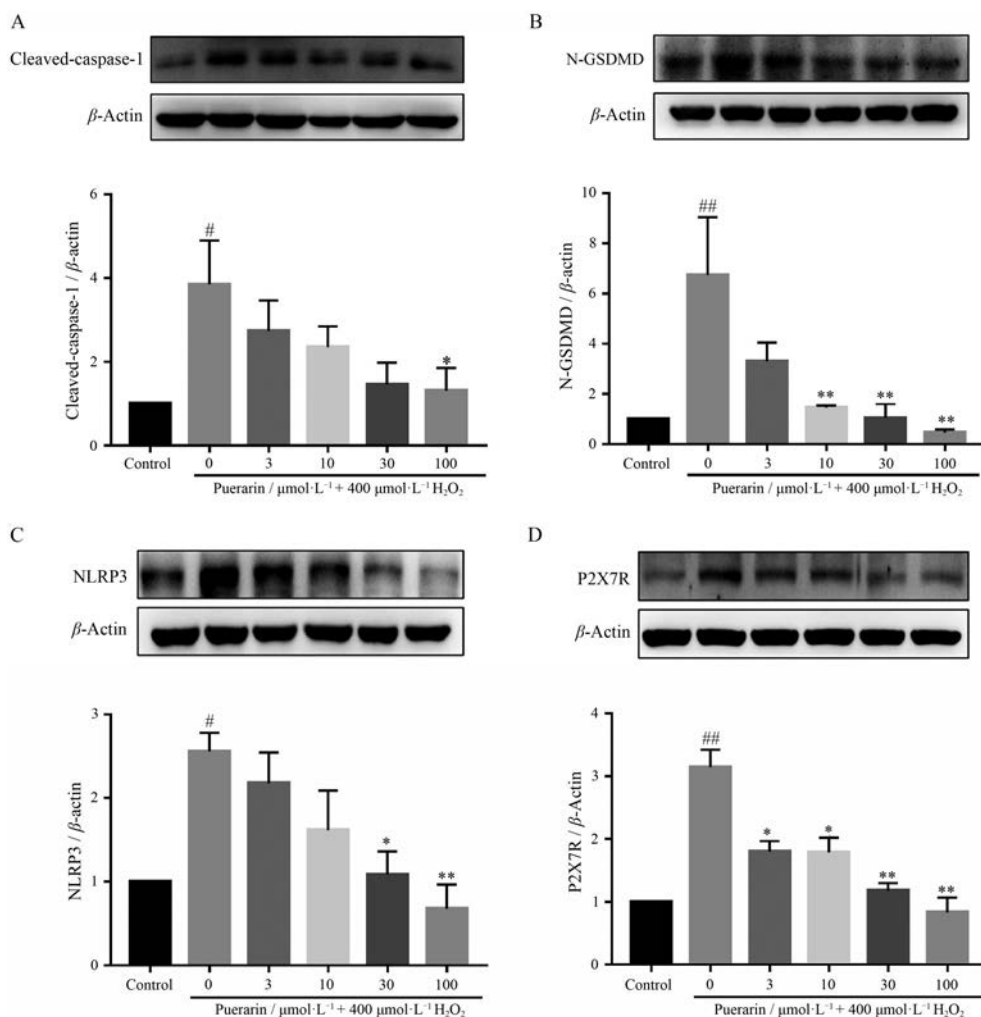 A
Cleaved-caspase-1
β-Actin
Cleaved-caspase-1 / β-actin
6
4
2
0
#
*
Control 0 3 10 30 100
Puerarin / μmol·L⁻¹ + 400 μmol·L⁻¹ H₂O₂
B
N-GSDMD
β-Actin
N-GSDMD / β-actin
10
8
6
4
2
0
##
** ** **
Control 0 3 10 30 100
Puerarin / μmol·L⁻¹ + 400 μmol·L⁻¹ H₂O₂
C
NLRP3
β-Actin
NLRP3 / β-actin
3
2
1
0
#
* **
Control 0 3 10 30 100
Puerarin / μmol·L⁻¹ + 400 μmol·L⁻¹ H₂O₂
D
P2X7R
β-Actin
P2X7R / β-Actin
4
3
2
1
0
##
* * ** **
Control 0 3 10 30 100
Puerarin / μmol·L⁻¹ + 400 μmol·L⁻¹ H₂O₂